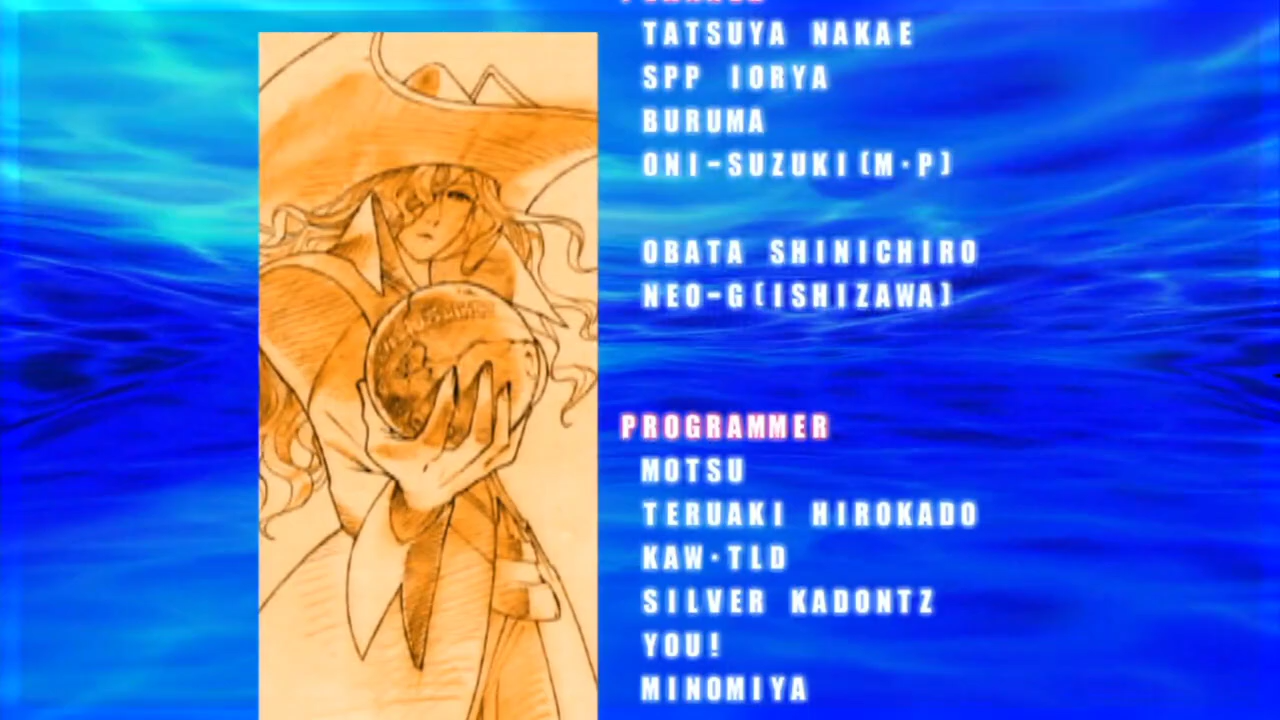 TATSUYA NAKAE
SPP IORYA
BURUMA
ONI-SUZUKI(M·P)
OBATA SHINICHIRO
NEO-G(ISHIZAWA)
PROGRAMMER
MOTSU
TERUAKI HIROKADO
KAW·TLD
SILVER KADONTZ
YOU!
MINOMIYA